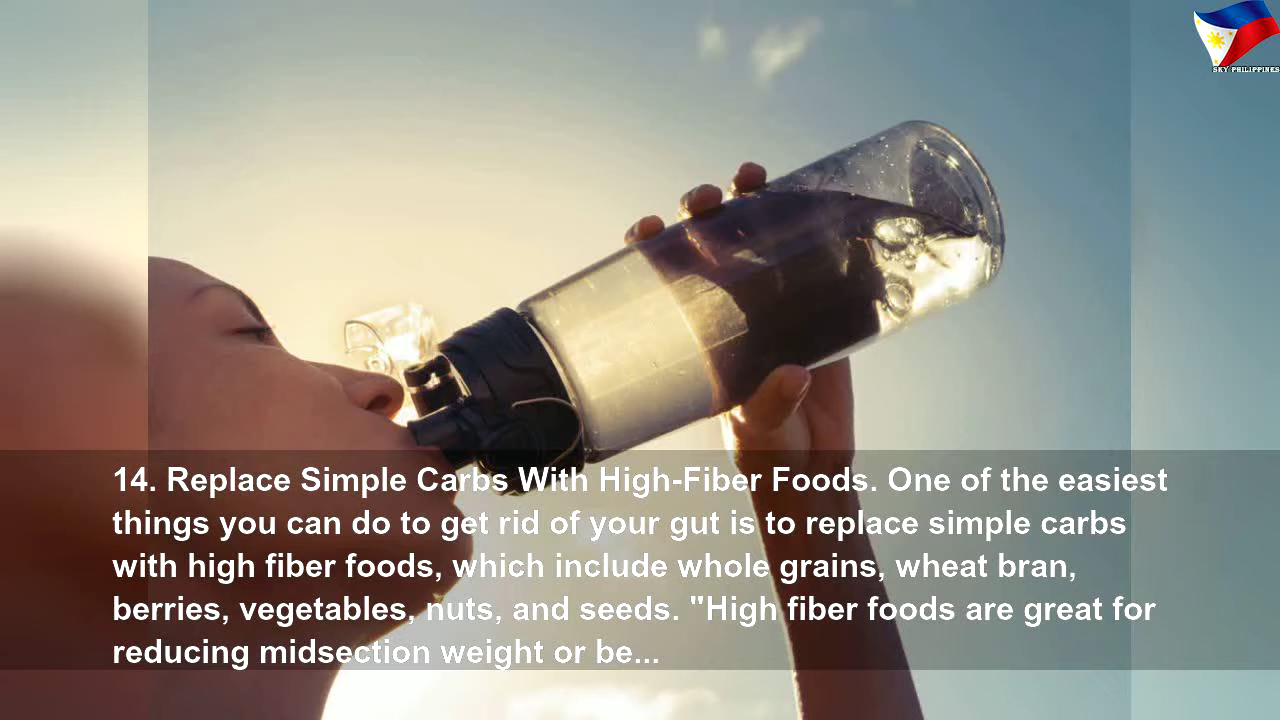 SKY PHILIPPINES
14. Replace Simple Carbs With High-Fiber Foods. One of the easiest
things you can do to get rid of your gut is to replace simple carbs
with high fiber foods, which include whole grains, wheat bran,
berries, vegetables, nuts, and seeds. "High fiber foods are great for
reducing midsection weight or be...